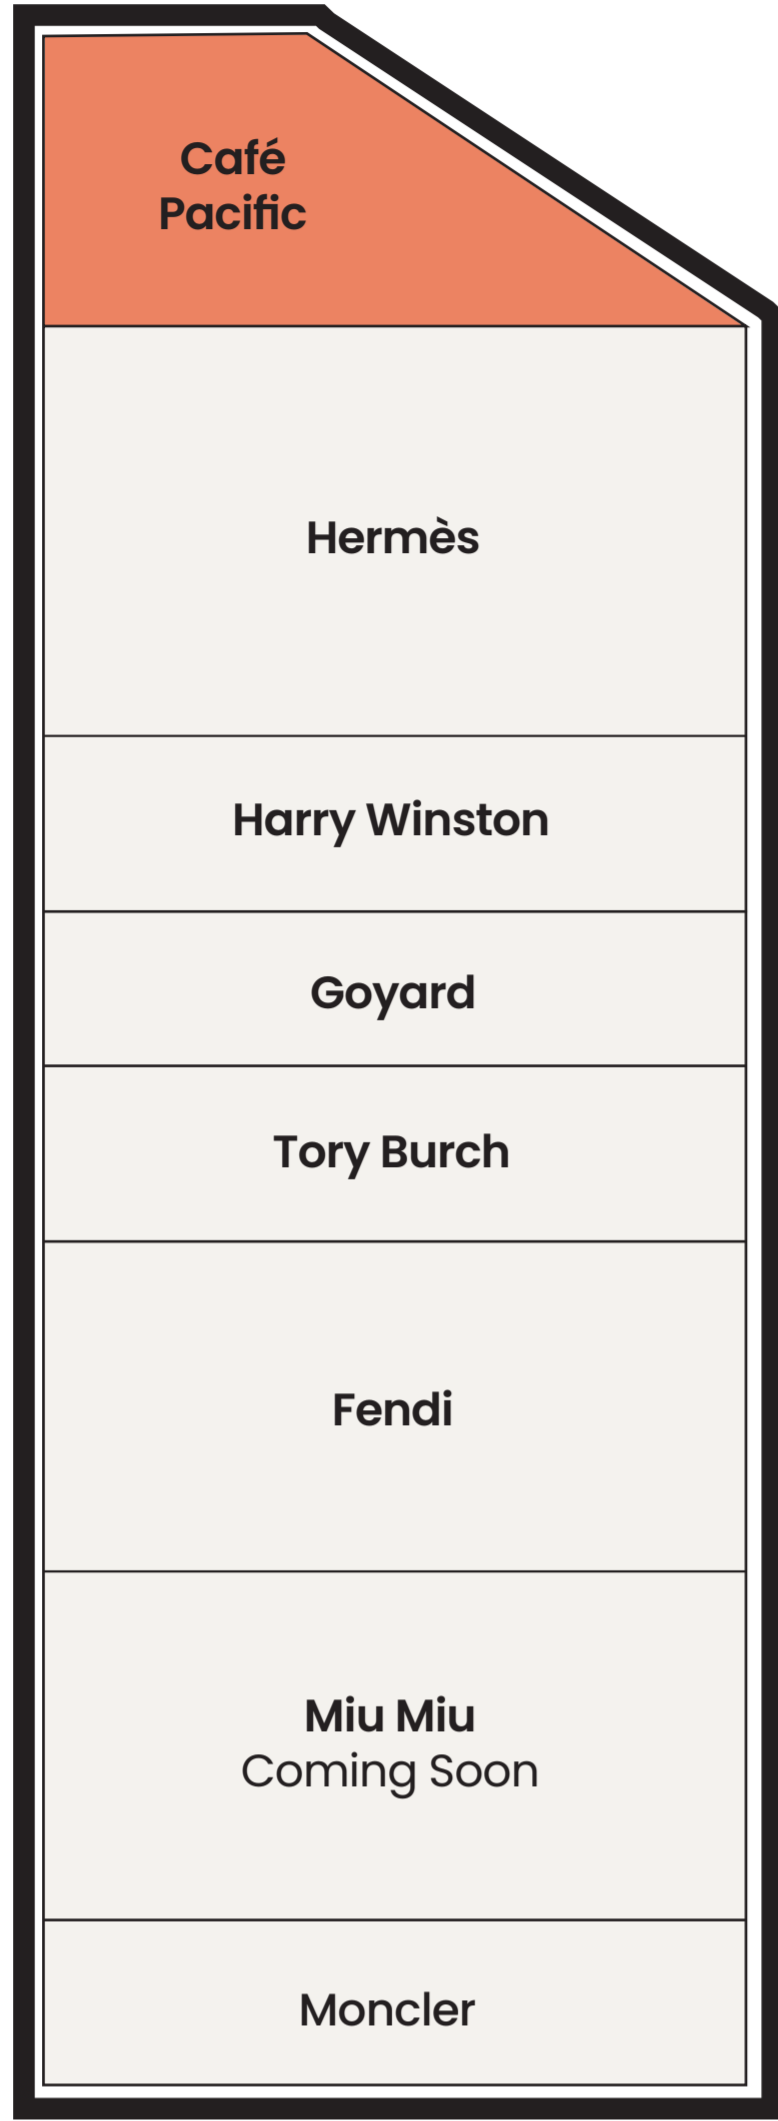 Café
Pacific
Hermès
Harry Winston
Goyard
Tory Burch
Fendi
Miu Miu
Coming Soon
Moncler